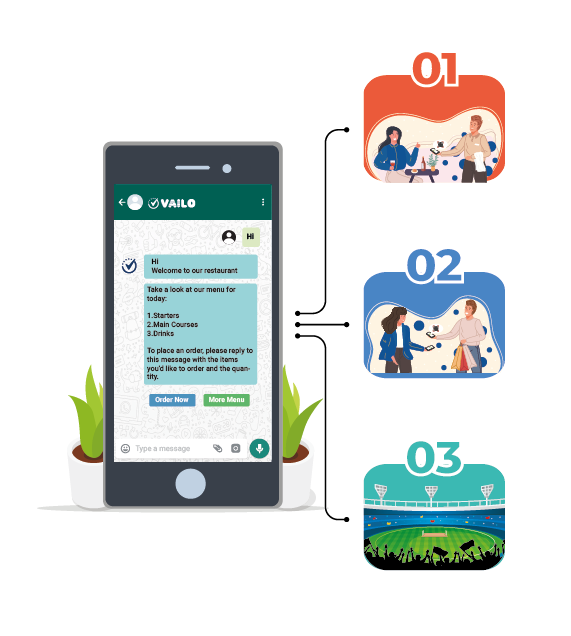 01
VAILO
Hi
Hi
Welcome to our restaurant
Take a look at our menu for
today:
1.Starters
2.Main Courses
3.Drinks
To place an order, please reply to
this message with the items
you'd like to order and the quan-
tity.
Order Now
More Menu
Type a message
02
03